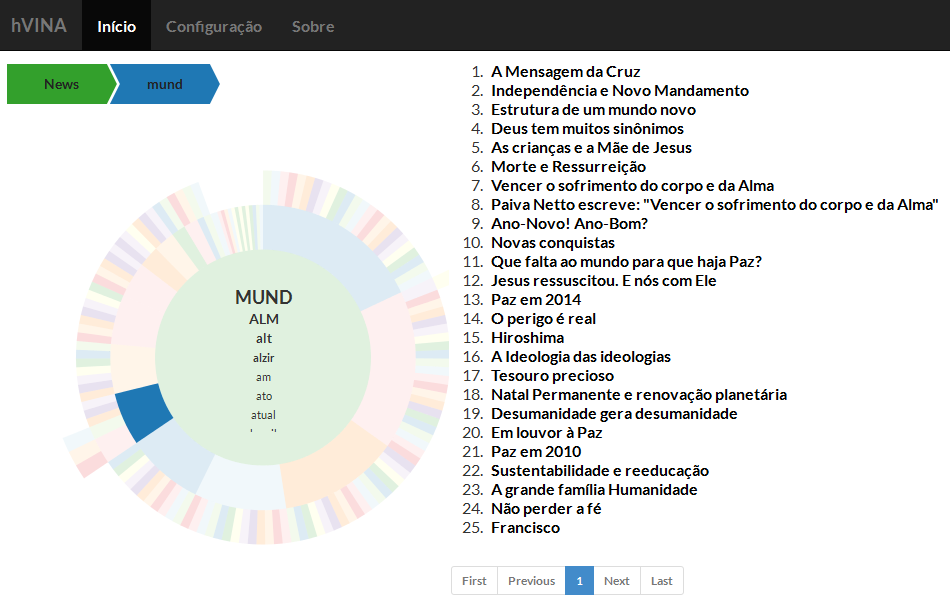 hVINA Início Configuração Sobre
News mund
MUND
ALM
alt
alzir
am
ato
atual
1. A Mensagem da Cruz
2. Independência e Novo Mandamento
3. Estrutura de um mundo novo
4. Deus tem muitos sinônimos
5. As crianças e a Mãe de Jesus
6. Morte e Ressurreição
7. Vencer o sofrimento do corpo e da Alma
8. Paiva Netto escreve: "Vencer o sofrimento do corpo e da Alma"
9. Ano-Novo! Ano-Bom?
10. Novas conquistas
11. Que falta ao mundo para que haja Paz?
12. Jesus ressuscitou. E nós com Ele
13. Paz em 2014
14. O perigo é real
15. Hiroshima
16. A Ideologia das ideologias
17. Tesouro precioso
18. Natal Permanente e renovação planetária
19. Desumanidade gera desumanidade
20. Em louvor à Paz
21. Paz em 2010
22. Sustentabilidade e reeducação
23. A grande família Humanidade
24. Não perder a fé
25. Francisco
First Previous 1 Next Last